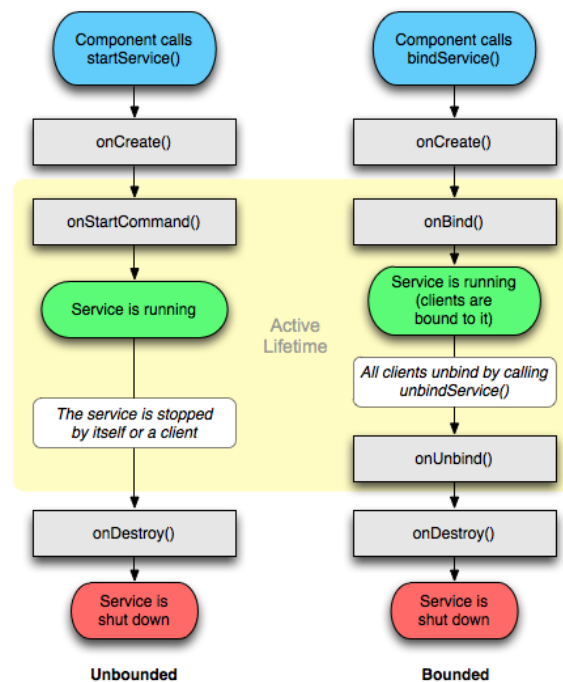 Component calls
startService()
onCreate()
onStartCommand()
Service is running
The service is stopped
by itself or a client
onDestroy()
Service is
shut down
Unbounded
Active
Lifetime
Component calls
bindService()
onCreate()
onBind()
Service is running
(clients are
bound to it)
All clients unbind by calling
unbindService()
onUnbind()
onDestroy()
Service is
shut down
Bounded